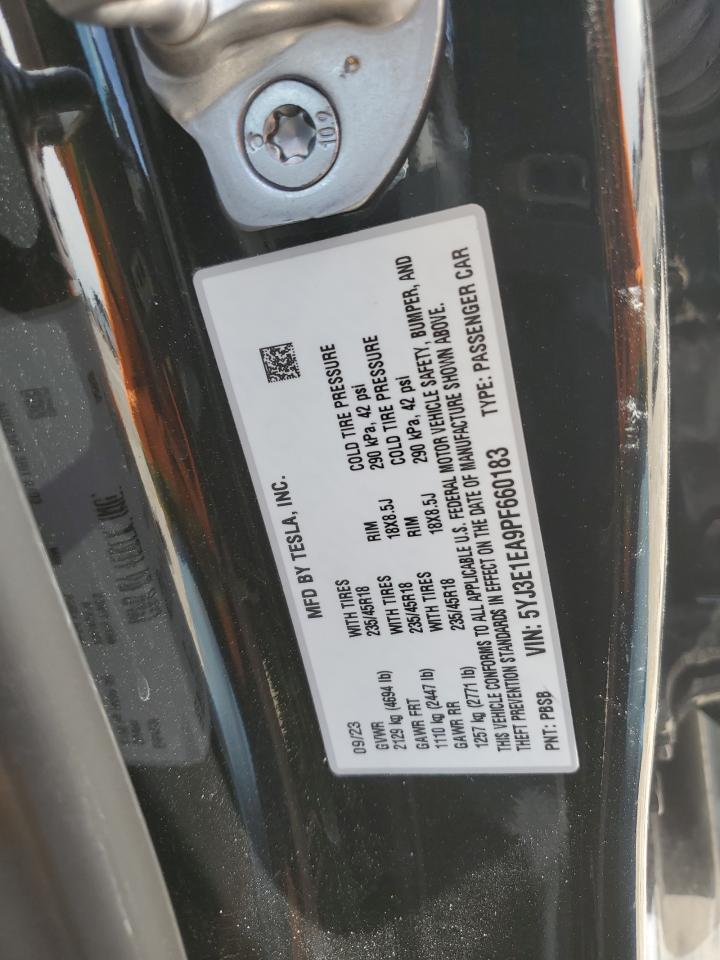 10.9
MFD BY TESLA, INC.
09/23
GVWR WITH TIRES RIM COLD TIRE PRESSURE
2129 kg (4694 lb) 235/45R18 18X8.5J 290 kPa, 42 psi
GAWR FRT WITH TIRES RIM COLD TIRE PRESSURE
1110 kg (2447 lb) 235/45R18 18X8.5J 290 kPa, 42 psi
GAWR RR
1257 kg (2771 lb)
THIS VEHICLE CONFORMS TO ALL APPLICABLE U.S. FEDERAL MOTOR VEHICLE SAFETY, BUMPER, AND
THEFT PREVENTION STANDARDS IN EFFECT ON THE DATE OF MANUFACTURE SHOWN ABOVE.
VIN: 5YJ3E1EA9PF660183 TYPE: PASSENGER CAR
PNT: PBSB